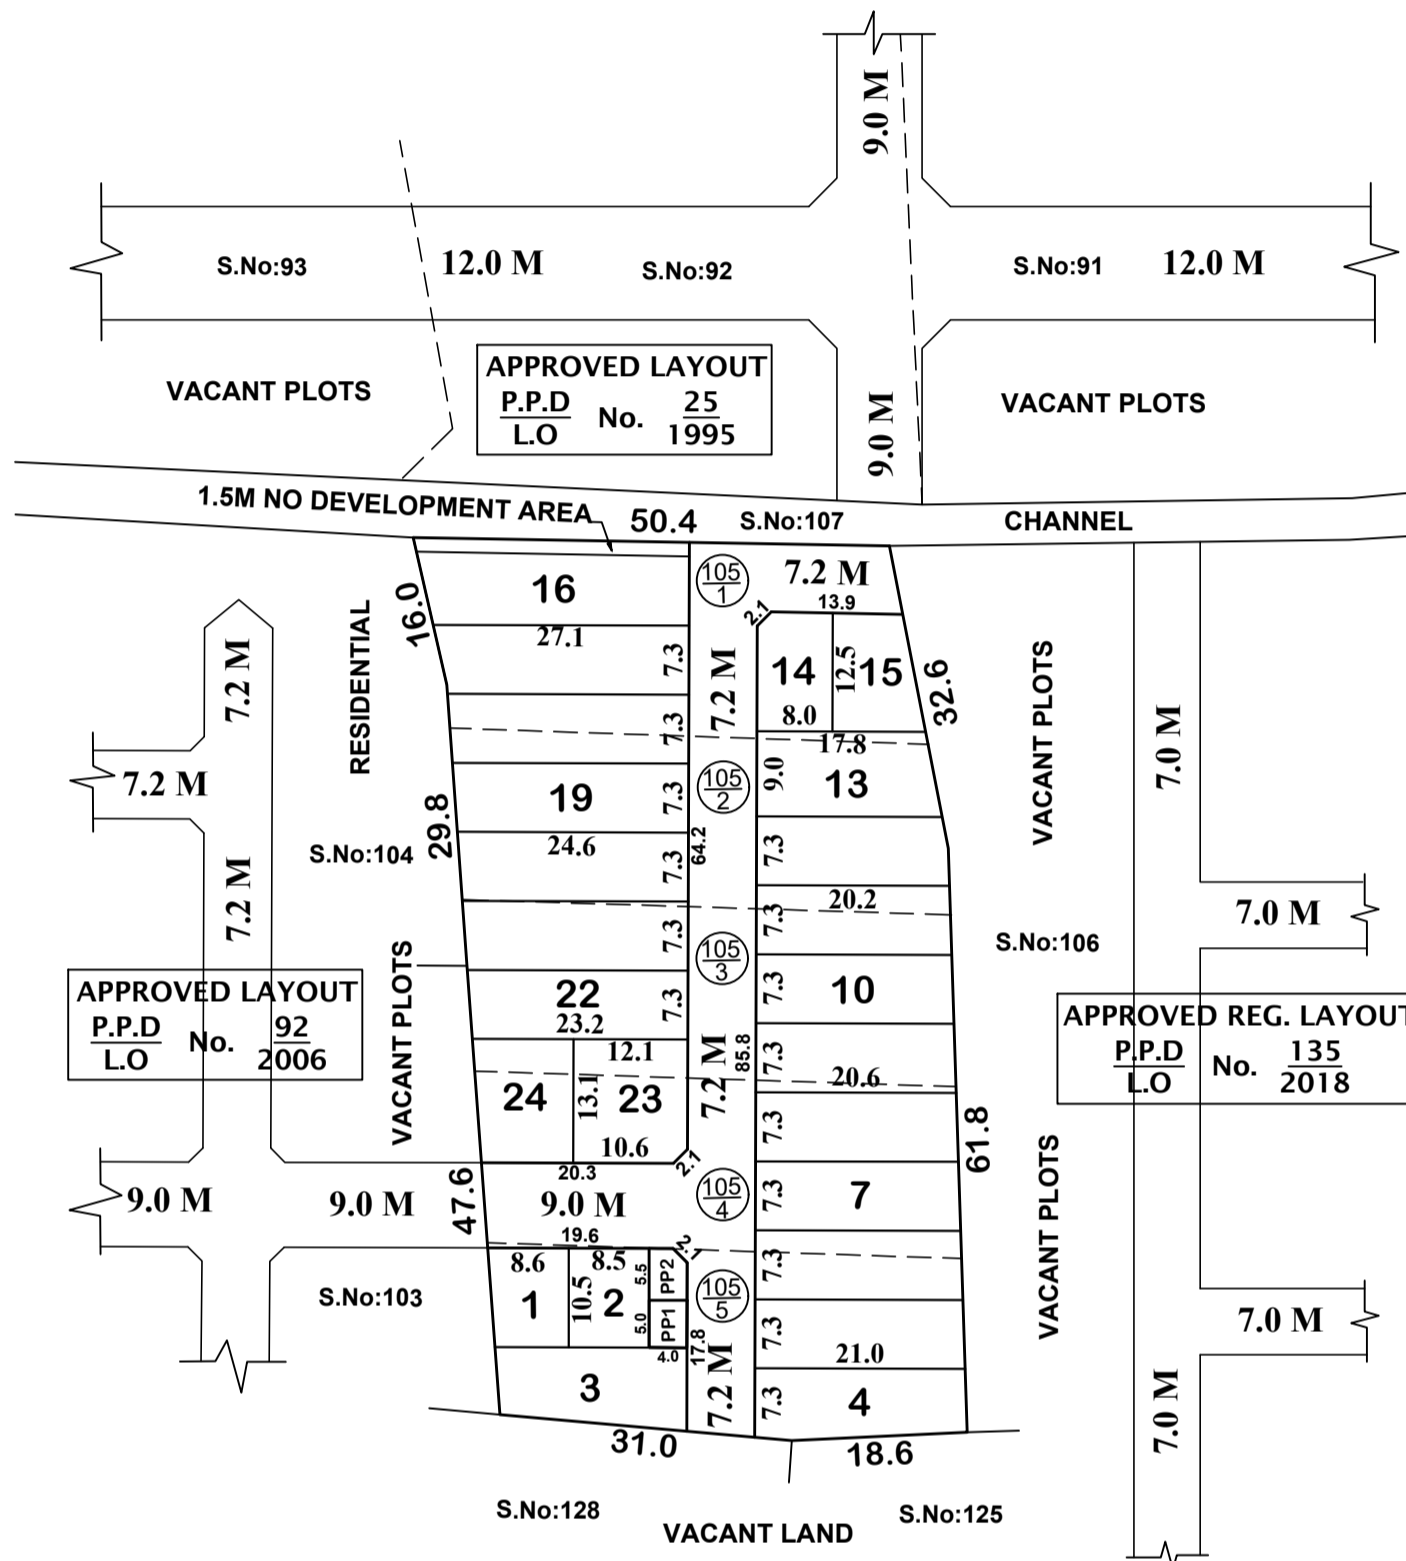 9.0 M
S.No:93
12.0 M
S.No:92
S.No:91
12.0 M
VACANT PLOTS
APPROVED LAYOUT
P.P.D
L.O
No.
25
1995
9.0 M
VACANT PLOTS
1.5M NO DEVELOPMENT AREA
50.4
S.No:107
CHANNEL
16
105
1
7.2 M
13.9
2.1
16.0
27.1
7.3
RESIDENTIAL
7.2 M
7.2 M
14
12.5
15
8.0
32.6
VACANT PLOTS
7.0 M
7.3
17.8
7.2 M
19
7.3
105
2
9.0
13
29.8
24.6
64.2
7.3
7.3
S.No:104
7.2 M
20.2
7.0 M
7.3
7.3
105
3
S.No:106
VACANT PLOTS
APPROVED LAYOUT
P.P.D
L.O
No.
92
2006
22
23.2
7.3
7.3
10
APPROVED REG. LAYOUT
P.P.D
L.O
No.
135
2018
12.1
7.2 M
85.8
7.3
20.6
24
13.1
23
10.6
7.3
61.8
2.1
20.3
9.0 M
9.0 M
47.6
9.0 M
105
4
7.3
7
VACANT PLOTS
19.6
2.1
7.3
8.6
8.5
5.5
PP2
S.No:103
1
10.5
2
5.0
PP1
105
5
7.3
7.0 M
4.0
17.8
21.0
3
7.2 M
7.3
4
7.0 M
31.0
18.6
S.No:128
S.No:125
VACANT LAND